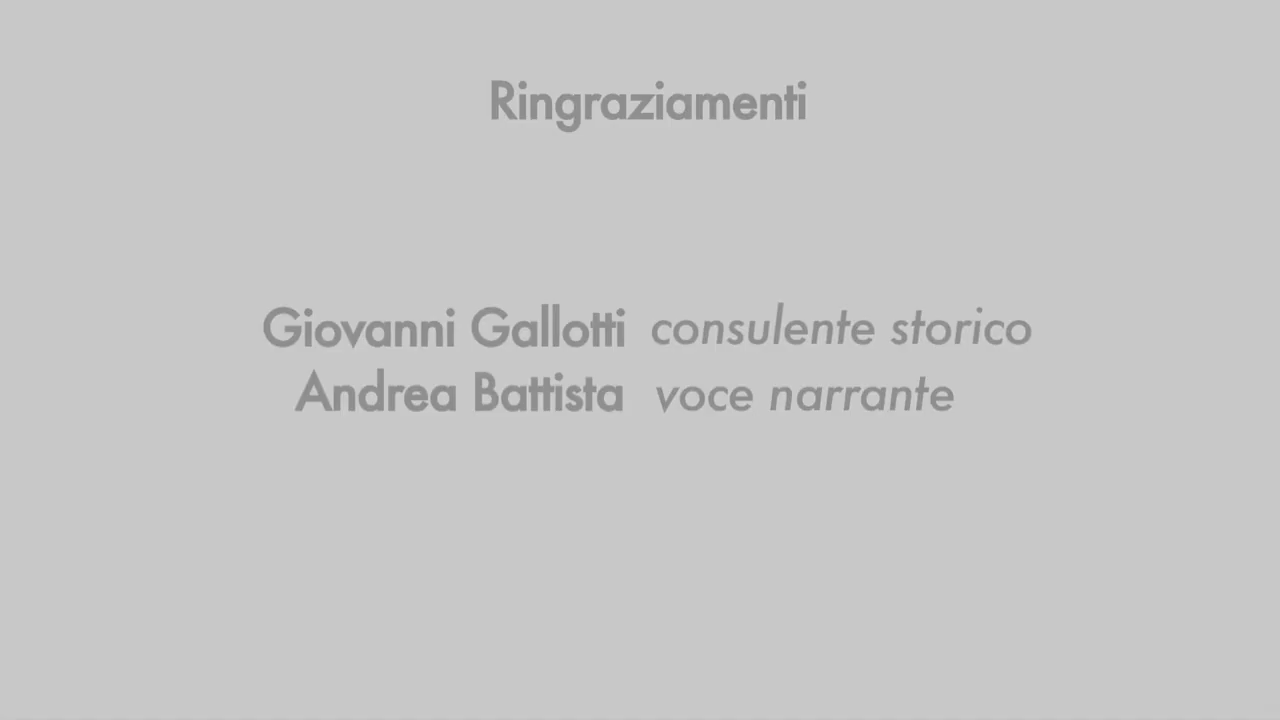 Ringraziamenti
Giovanni Gallotti consulente storico
Andrea Battista voce narrante